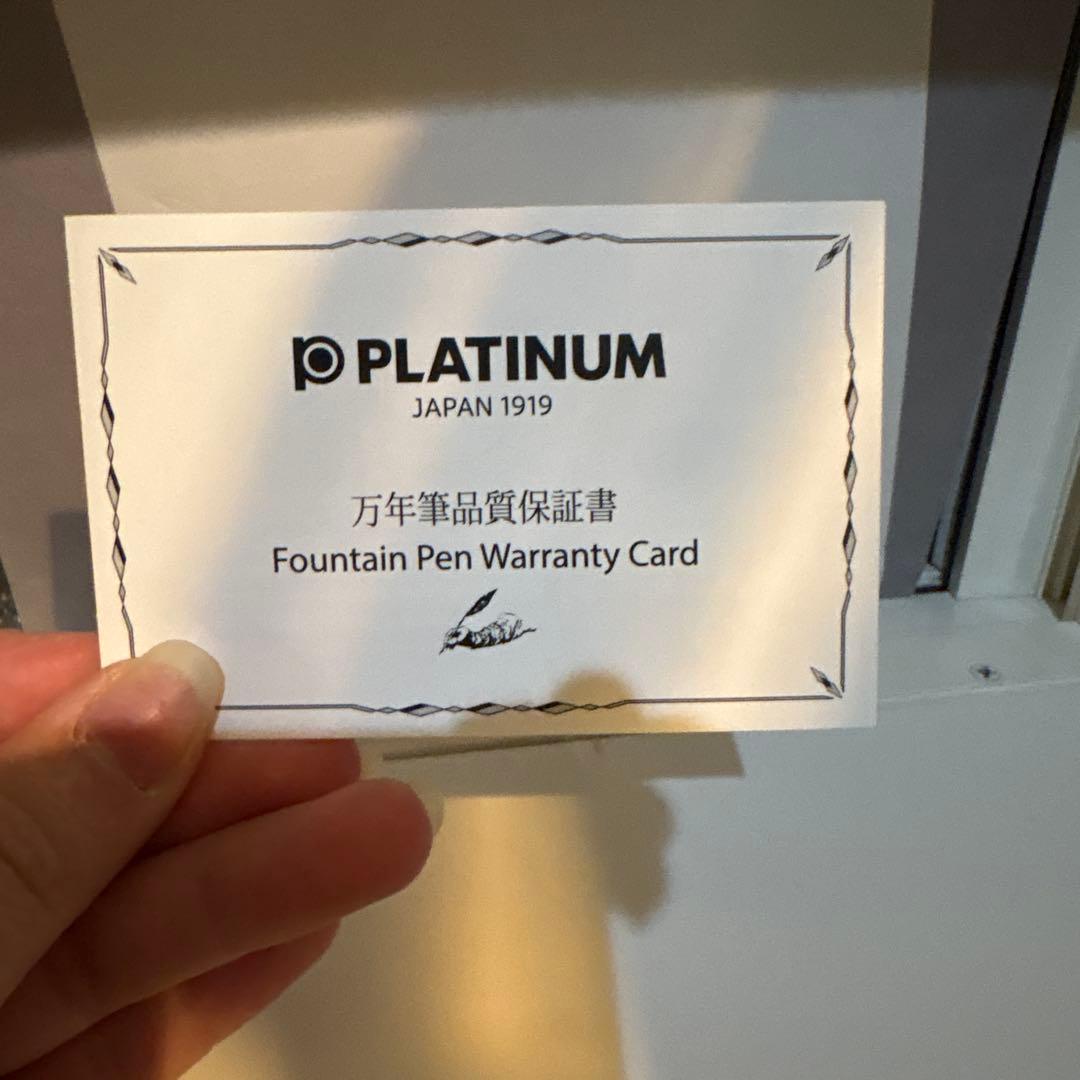 PLATINUM
JAPAN 1919
万年筆品質保証書
Fountain Pen Warranty Card